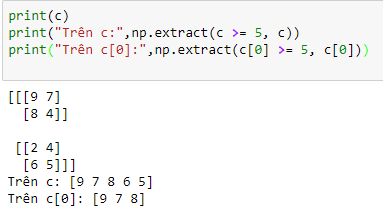 print(c)
print("Trên c:",np.extract(c >= 5, c))
print("Trên c[0]:",np.extract(c[0] >= 5, c[0]))
[[[9 7]
  [8 4]]
 [[2 4]
  [6 5]]]
Trên c: [9 7 8 6 5]
Trên c[0]: [9 7 8]